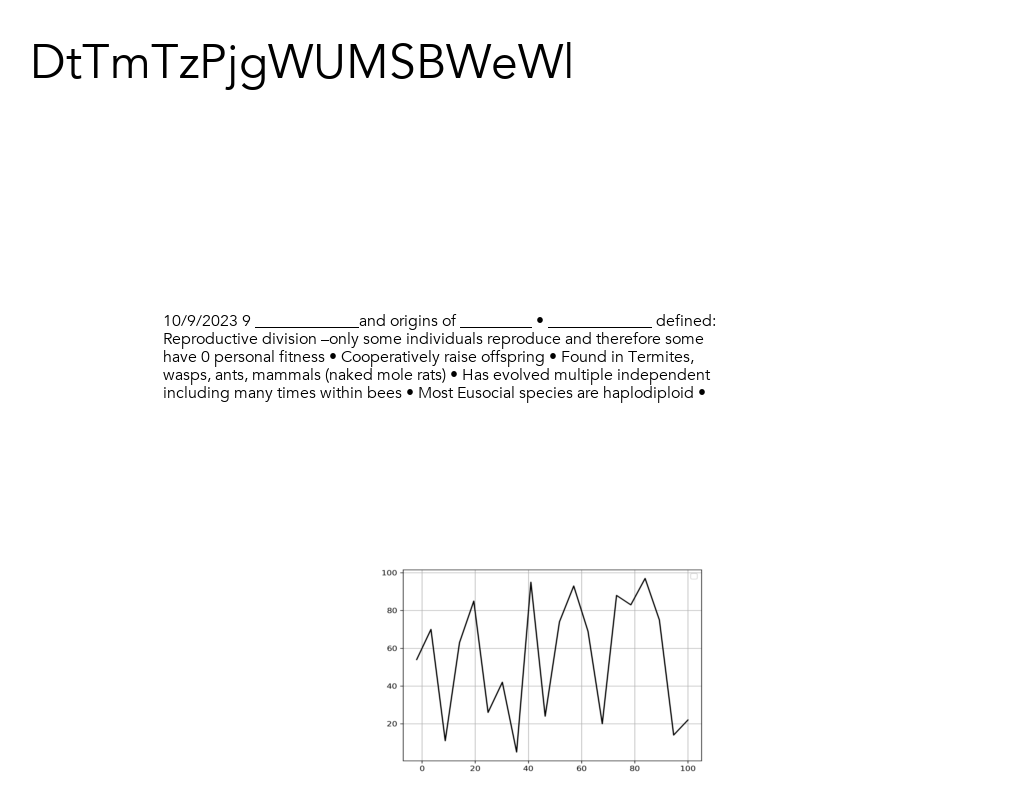 DtTmTzPjgWUMSBWeWl
10/9/2023 9 _____________and origins of _________ • _____________ defined:
Reproductive division –only some individuals reproduce and therefore some
have 0 personal fitness • Cooperatively raise offspring • Found in Termites,
wasps, ants, mammals (naked mole rats) • Has evolved multiple independent
including many times within bees • Most Eusocial species are haplodiploid •
100
80
60
40
20
0 20 40 60 80 100